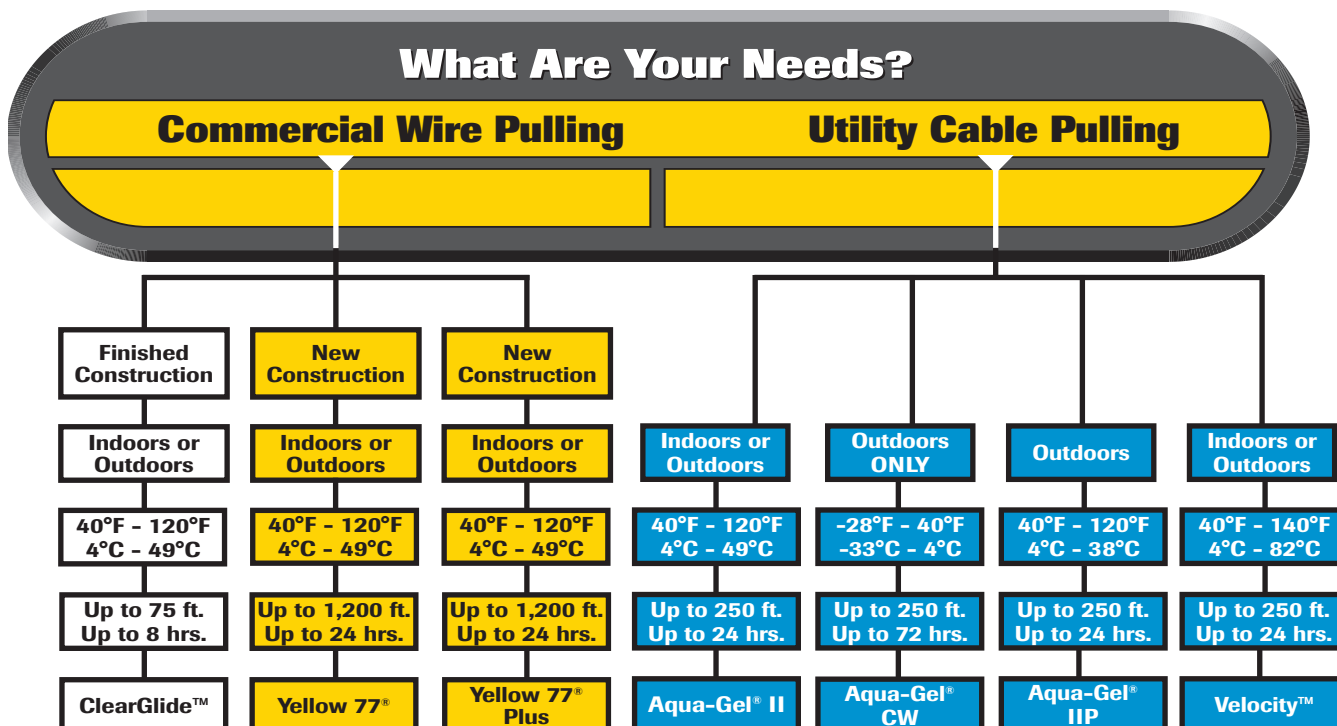 What Are Your Needs?
Commercial Wire Pulling
Utility Cable Pulling
Finished
Construction
New
Construction
New
Construction
Indoors or
Outdoors
Indoors or
Outdoors
Indoors or
Outdoors
Indoors or
Outdoors
Outdoors
ONLY
Outdoors
Indoors or
Outdoors
40°F - 120°F
4°C - 49°C
40°F - 120°F
4°C - 49°C
40°F - 120°F
4°C - 49°C
40°F - 120°F
4°C - 49°C
-28°F - 40°F
-33°C - 4°C
40°F - 120°F
4°C - 38°C
40°F - 140°F
4°C - 82°C
Up to 75 ft.
Up to 8 hrs.
Up to 1,200 ft.
Up to 24 hrs.
Up to 1,200 ft.
Up to 24 hrs.
Up to 250 ft.
Up to 24 hrs.
Up to 250 ft.
Up to 72 hrs.
Up to 250 ft.
Up to 24 hrs.
Up to 250 ft.
Up to 24 hrs.
ClearGlide™
Yellow 77®
Yellow 77®
Plus
Aqua-Gel® II
Aqua-Gel®
CW
Aqua-Gel®
IIP
Velocity™